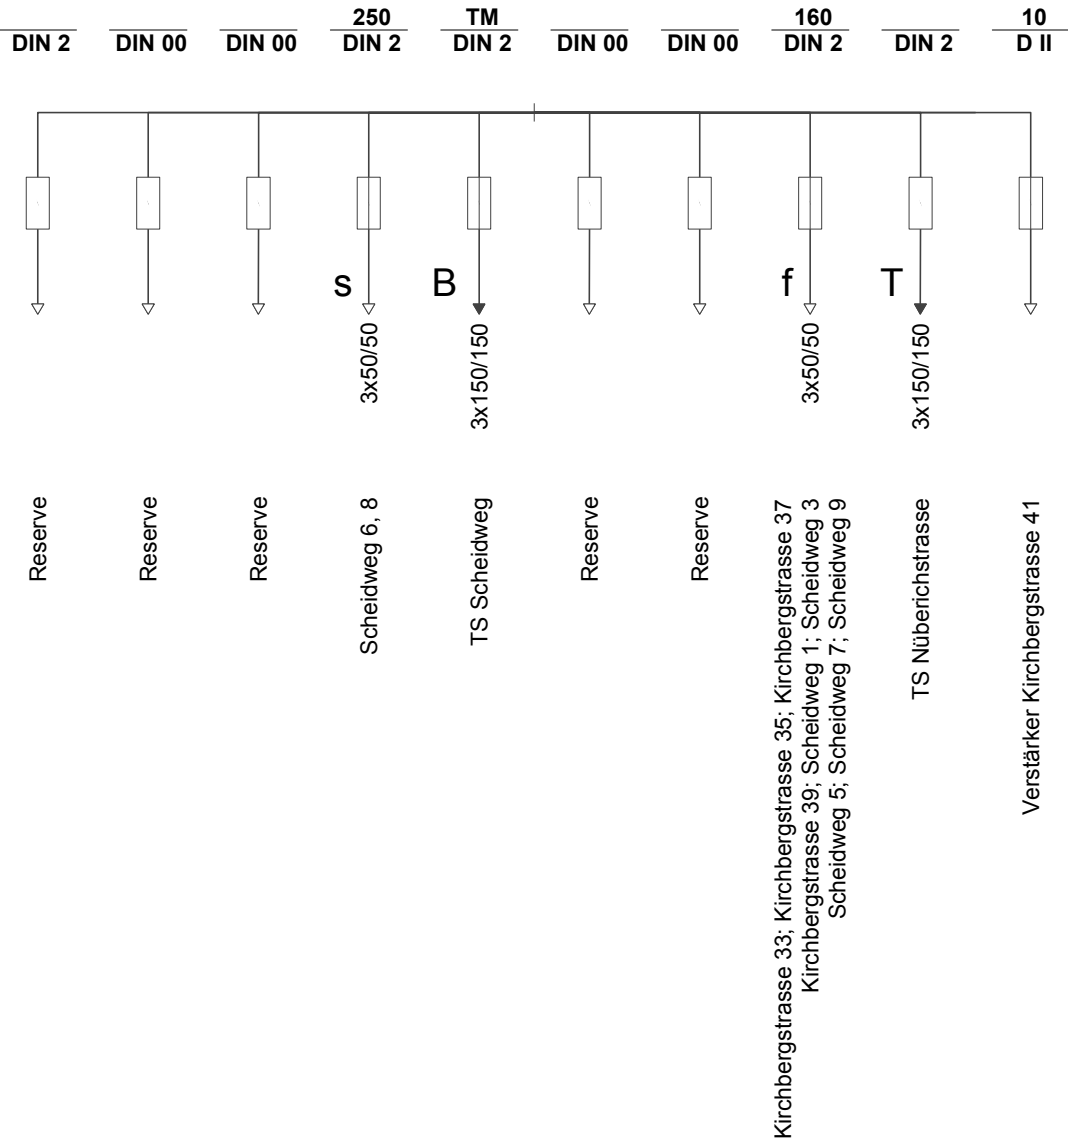 250
TM
160
10
DIN 2
DIN 00
DIN 00
DIN 2
DIN 2
DIN 00
DIN 00
DIN 2
DIN 2
D II
s
B
f
T
3x50/50
3x150/150
3x50/50
3x150/150
Reserve
Reserve
Reserve
Scheidweg 6, 8
TS Scheidweg
Reserve
Reserve
Kirchbergstrasse 33; Kirchbergstrasse 35; Kirchbergstrasse 37
Kirchbergstrasse 39; Scheidweg 1; Scheidweg 3
Scheidweg 5; Scheidweg 7; Scheidweg 9
TS Nüberichstrasse
Verstärker Kirchbergstrasse 41